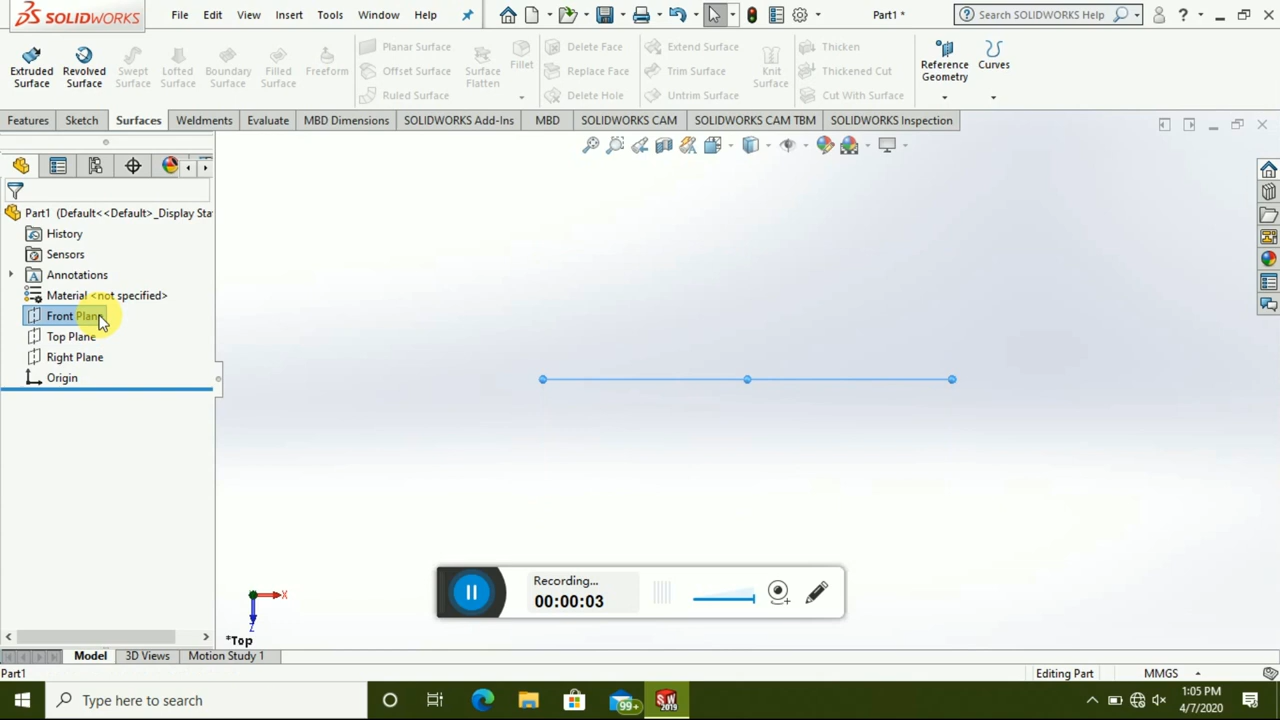 SOLIDWORKS File Edit View Insert Tools Window Help Part1 * Search SOLIDWORKS Help ?
Extruded Surface
Revolved Surface
Swept Surface
Lofted Surface
Boundary Surface
Filled Surface
Freeform
Planar Surface
Offset Surface
Ruled Surface
Surface Flatten
Fillet
Delete Face
Replace Face
Delete Hole
Extend Surface
Trim Surface
Untrim Surface
Knit Surface
Thicken
Thickened Cut
Cut With Surface
Reference Geometry
Curves
Features Sketch Surfaces Weldments Evaluate MBD Dimensions SOLIDWORKS Add-Ins MBD SOLIDWORKS CAM SOLIDWORKS CAM TBM SOLIDWORKS Inspection
Part1 (Default<<Default>_Display Sta
History
Sensors
Annotations
Material <not specified>
Front Plane
Top Plane
Right Plane
Origin
Recording...
00:00:03
X
Z
*Top
Model 3D Views Motion Study 1
Part1 Editing Part MMGS
Type here to search
99+
SW 2019
1:05 PM
4/7/2020